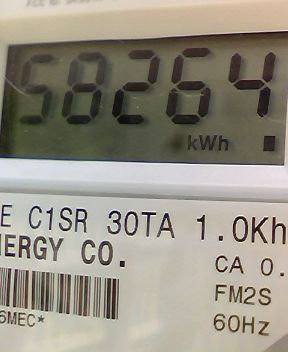 58264
kWh
E C1SR 30TA 1.0Kh
NERGY CO.
CA 0.
FM2S
6MEC*
60Hz